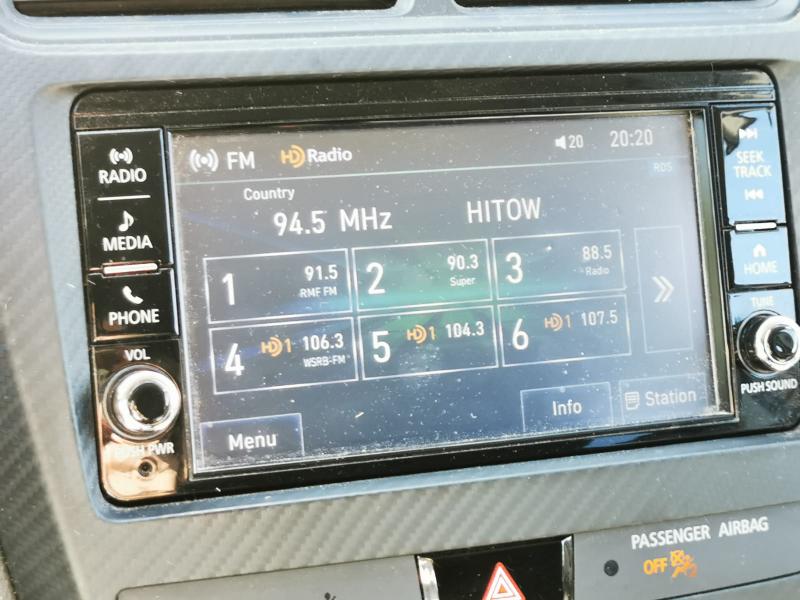 RADIO
MEDIA
PHONE
VOL
PUSH PWR
FM HD Radio 20 20:20
RDS
Country
94.5 MHz HITOW
1 91.5
RMF FM
2 90.3
Super
3 88.5
Radio
4 HD1 106.3
WSRB-FM
5 HD1 104.3
6 HD1 107.5
Menu
Info
Station
SEEK
TRACK
HOME
TUNE
PUSH SOUND
PASSENGER AIRBAG
OFF